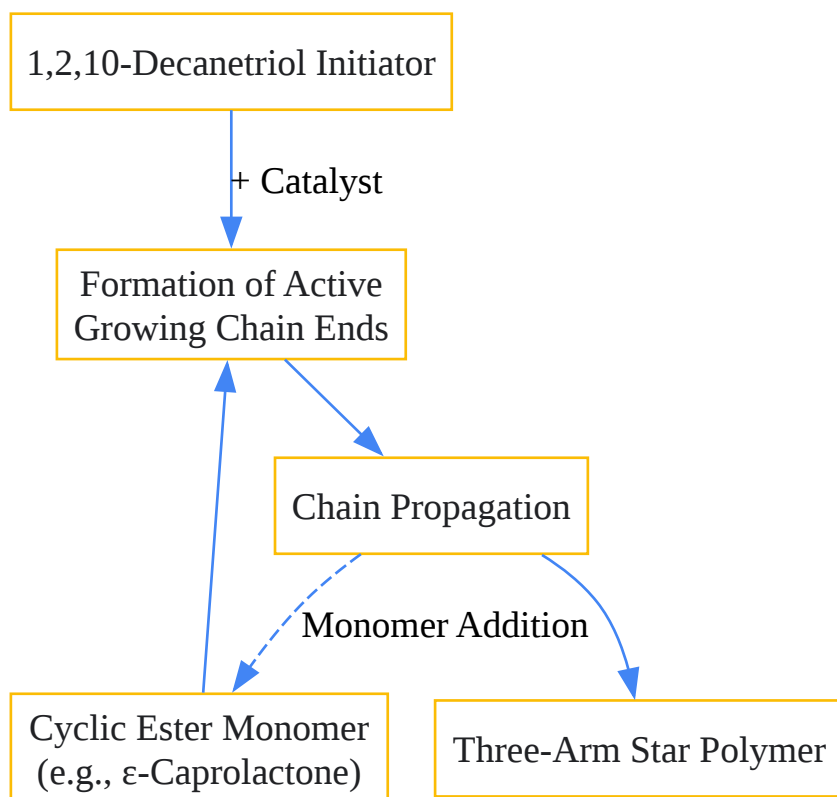 1,2,10-Decanetriol Initiator
+ Catalyst
Formation of Active
Growing Chain Ends
Chain Propagation
Monomer Addition
Cyclic Ester Monomer
(e.g., ε-Caprolactone)
Three-Arm Star Polymer